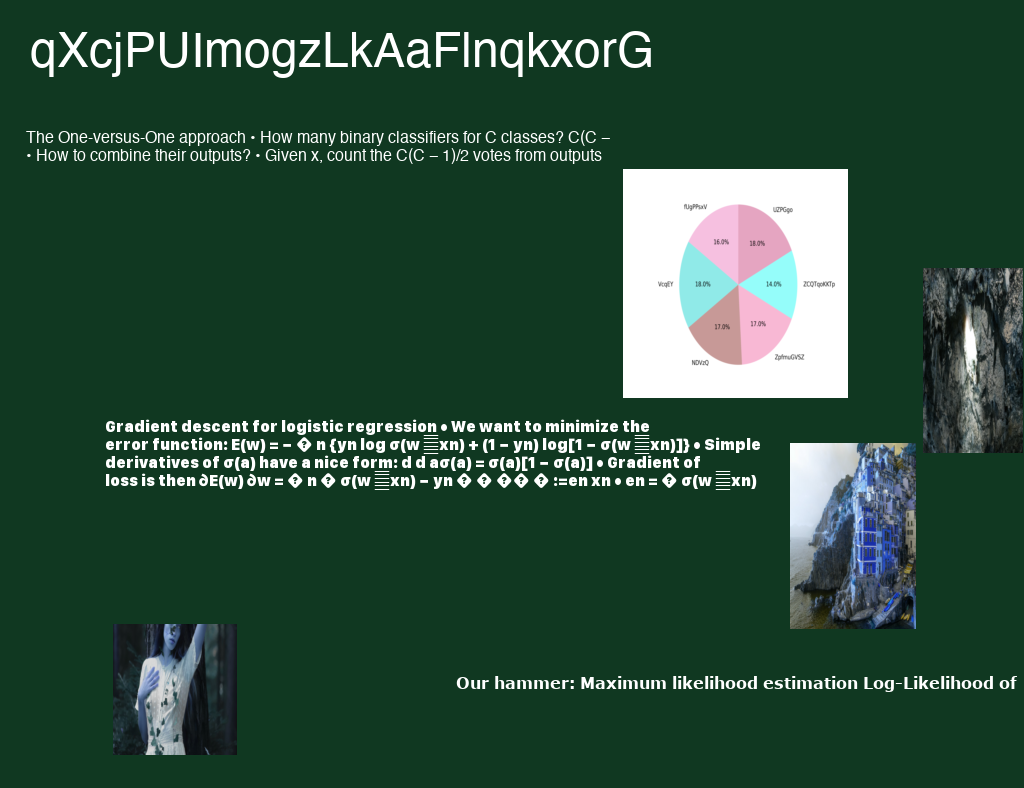 qXcjPUImogzLkAaFlnqkxorG
The One-versus-One approach • How many binary classifiers for C classes? C(C –
• How to combine their outputs? • Given x, count the C(C – 1)/2 votes from outputs
fUgPPsxV
UZPGgo
16.0%
18.0%
VcqEY
18.0%
14.0%
ZCQTqoKKTp
17.0%
17.0%
NDVzQ
ZpfmuGVSZ
Gradient descent for logistic regression • We want to minimize the
error function: E(w) = − � n {yn log σ(w xn) + (1 − yn) log[1 − σ(w xn)]} • Simple
derivatives of σ(a) have a nice form: d d aσ(a) = σ(a)[1 − σ(a)] • Gradient of
loss is then ∂E(w) ∂w = � n � σ(w xn) − yn � � �� � :=en xn • en = � σ(w xn)
Our hammer: Maximum likelihood estimation Log-Likelihood of